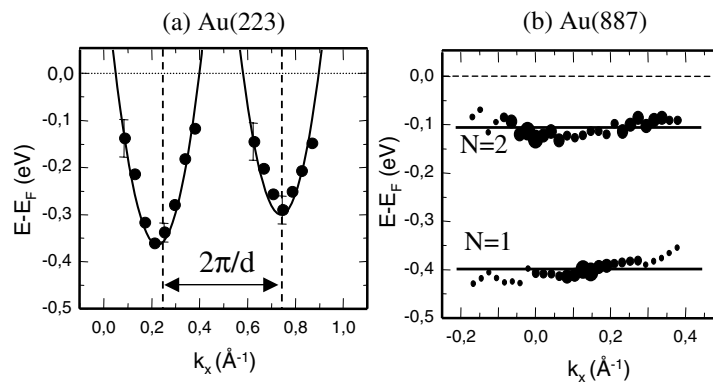 (a) Au(223)
(b) Au(887)
0,0
-0,1
-0,2
-0,3
-0,4
-0,5
E-E_F (eV)
2π/d
0,0 0,2 0,4 0,6 0,8 1,0
k_x (Å⁻¹)
0,0
-0,1
-0,2
-0,3
-0,4
-0,5
E-E_F (eV)
N=2
N=1
-0,2 0,0 0,2 0,4
k_x (Å⁻¹)